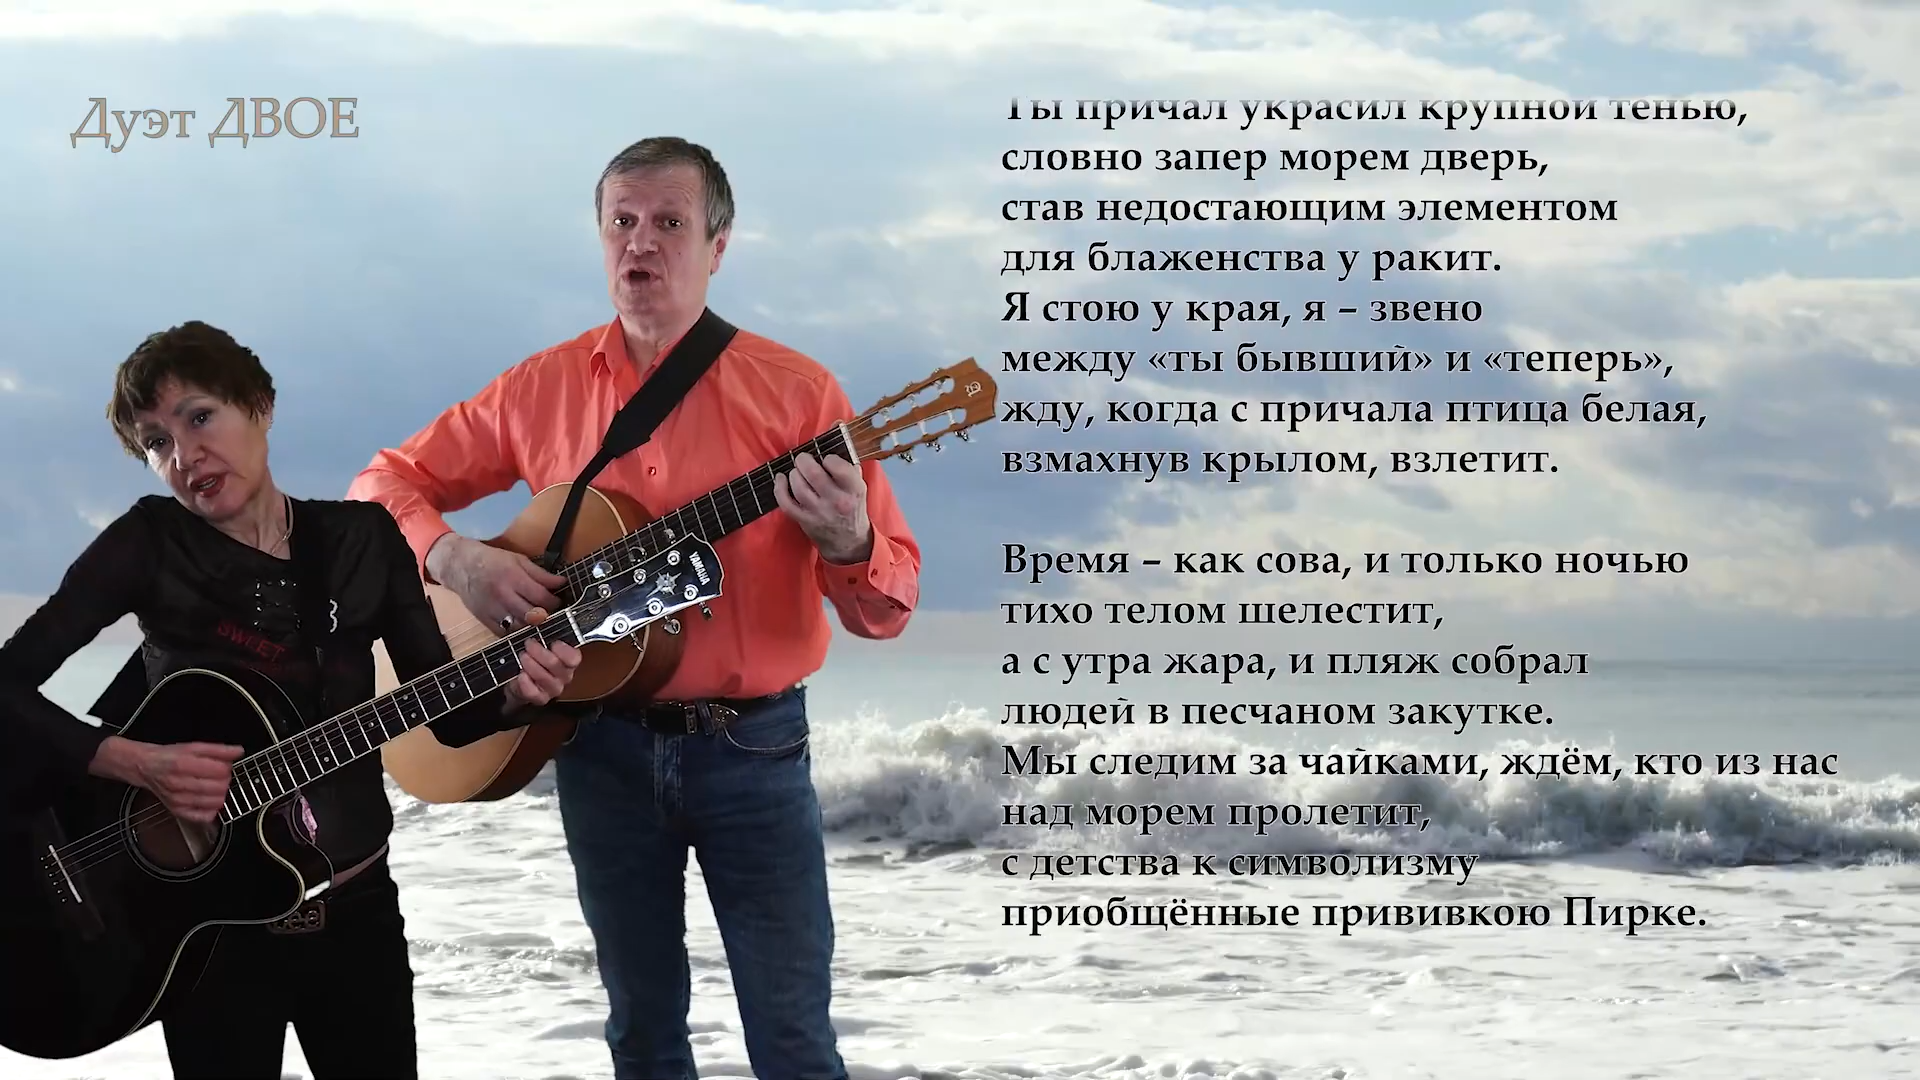 Дуэт ДВОЕ
Ты причал украсил крупной тенью,
словно запер морем дверь,
став недостающим элементом
для блаженства у ракит.
Я стою у края, я – звено
между «ты бывший» и «теперь»,
жду, когда с причала птица белая,
взмахнув крылом, взлетит.
Время – как сова, и только ночью
тихо телом шелестит,
а с утра жара, и пляж собрал
людей в песчаном закутке.
Мы следим за чайками, ждём, кто из нас
над морем пролетит,
с детства к символизму
приобщённые прививкою Пирке.
YAMAHA
SWEET